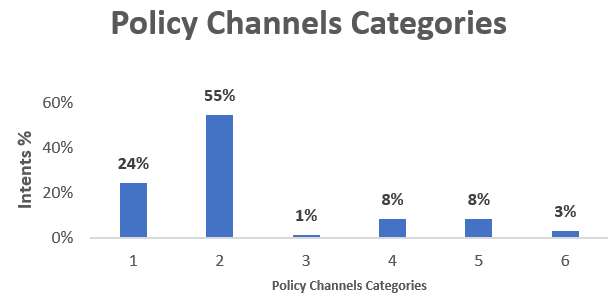 Policy Channels Categories
55%
60%
40%
24%
Intents %
20%
8%
8%
3%
1%
0%
1 2 3 4 5 6
Policy Channels Categories